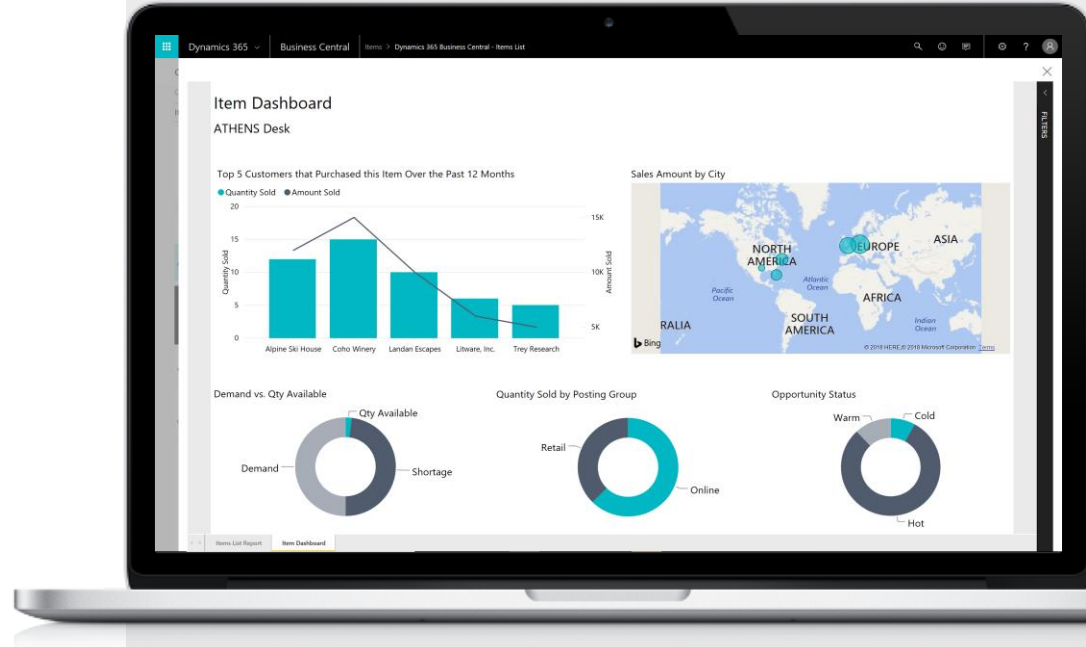 Dynamics 365
Business Central
Items > Dynamics 365 Business Central - Items List
?
Item Dashboard
ATHENS Desk
FILTERS
Top 5 Customers that Purchased this Item Over the Past 12 Months
Quantity Sold Amount Sold
20
15
10
5
0
Quantity Sold
15K
10K
5K
Amount Sold
Alpine Ski House Coho Winery Landan Escapes Litware, Inc. Trey Research
Sales Amount by City
NORTH
AMERICA
EUROPE
ASIA
Atlantic
Ocean
Pacific
Ocean
AFRICA
SOUTH
AMERICA
Indian
Ocean
RALIA
Bing
© 2018 HERE, © 2018 Microsoft Corporation Terms
Demand vs. Qty Available
Qty Available
Demand
Shortage
Quantity Sold by Posting Group
Retail
Online
Opportunity Status
Warm
Cold
Hot
Items List Report
Item Dashboard